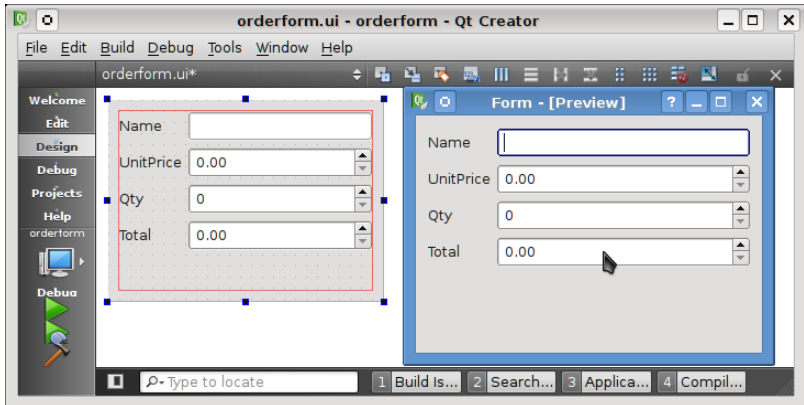 orderform.ui - orderform - Qt Creator
File Edit Build Debug Tools Window Help
orderform.ui*
Welcome
Edit
Design
Debug
Projects
Help
orderform
Debug
Name
UnitPrice 0.00
Qty 0
Total 0.00
Form - [Preview] ?
Name
UnitPrice 0.00
Qty 0
Total 0.00
Type to locate
1 Build Is... 2 Search... 3 Applica... 4 Compil...